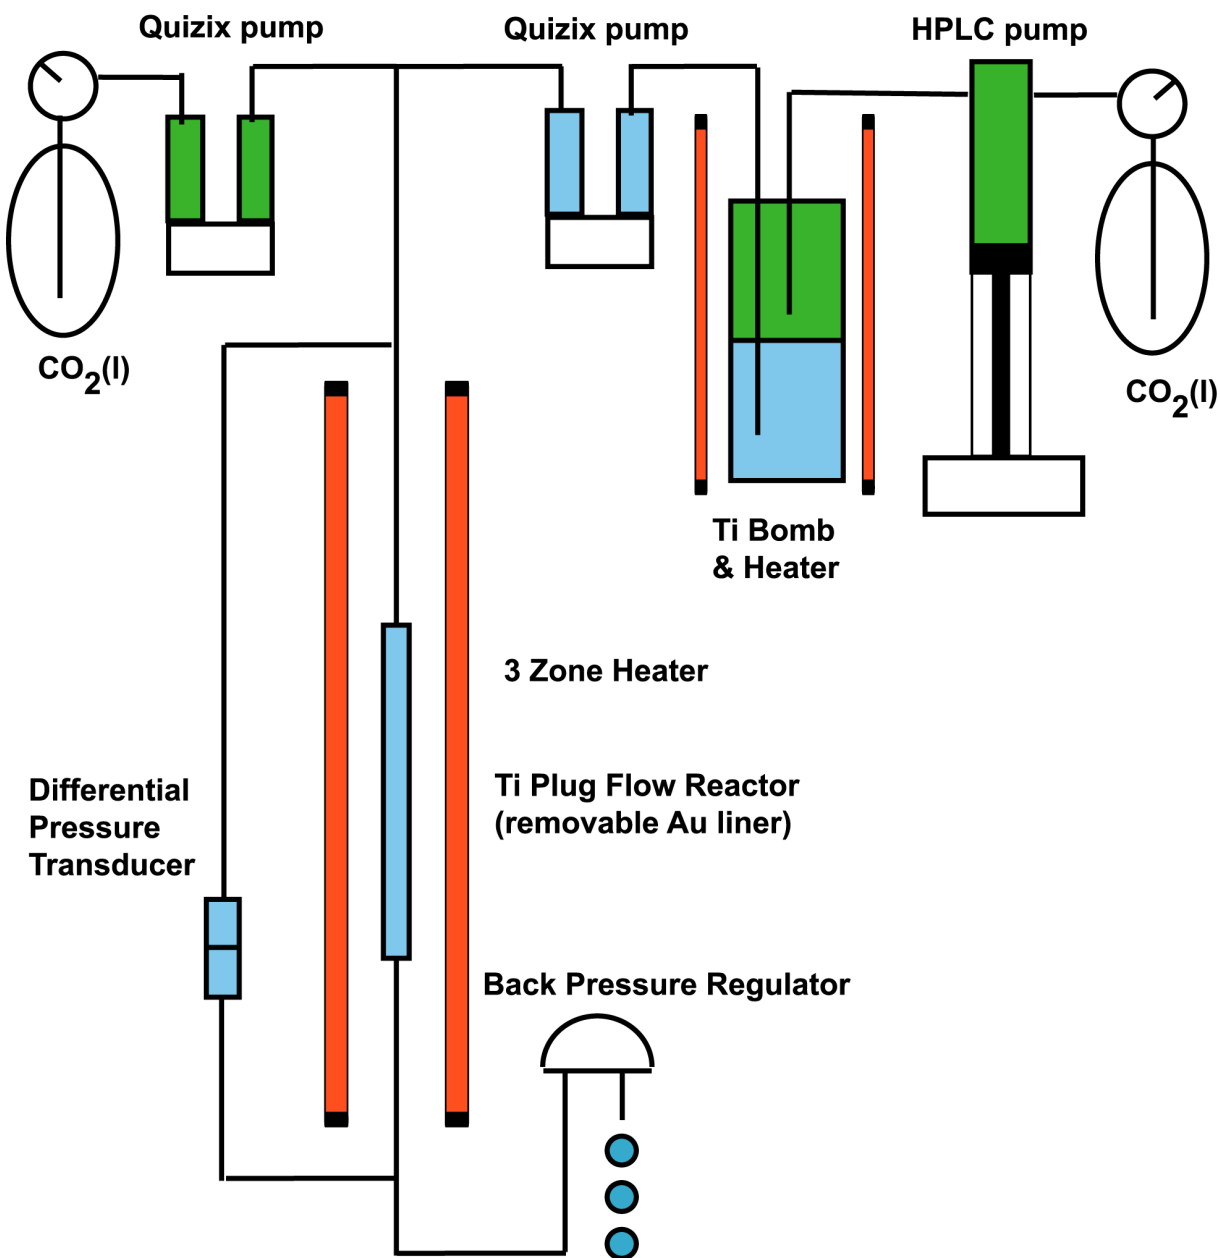 Quizix pump
Quizix pump
HPLC pump
CO2(l)
CO2(l)
Ti Bomb
& Heater
3 Zone Heater
Ti Plug Flow Reactor
(removable Au liner)
Differential
Pressure
Transducer
Back Pressure Regulator